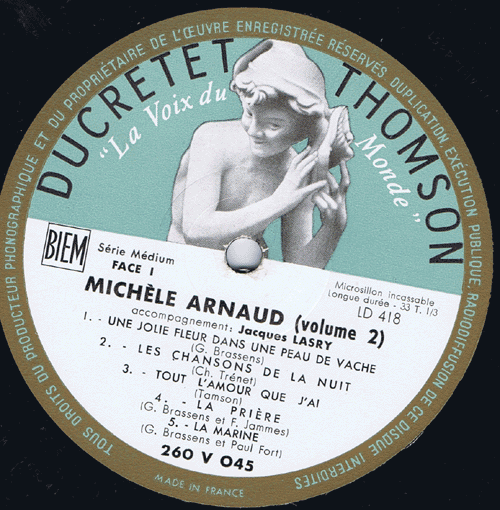 TOUS DROITS DU PRODUCTEUR PHONOGRAPHIQUE ET DU PROPRIÉTAIRE DE L'ŒUVRE ENREGISTRÉE RÉSERVÉS DUPLICATION EXÉCUTION PUBLIQUE, RADIODIFFUSION DE CE DISQUE INTERDITES
DUCRETET THOMSON
"La Voix du Monde"
BIEM
Série Médium
FACE I
Microsillon incassable
Longue durée - 33 T. 1/3
LD 418
MICHÈLE ARNAUD (volume 2)
accompagnement: Jacques LASRY
1. - UNE JOLIE FLEUR DANS UNE PEAU DE VACHE
(G. Brassens)
2. - LES CHANSONS DE LA NUIT
(Ch. Trénet)
3. - TOUT L'AMOUR QUE J'AI
(Tamson)
4. - LA PRIÈRE
(G. Brassens et F. Jammes)
5. - LA MARINE
(G. Brassens et Paul Fort)
260 V 045
MADE IN FRANCE